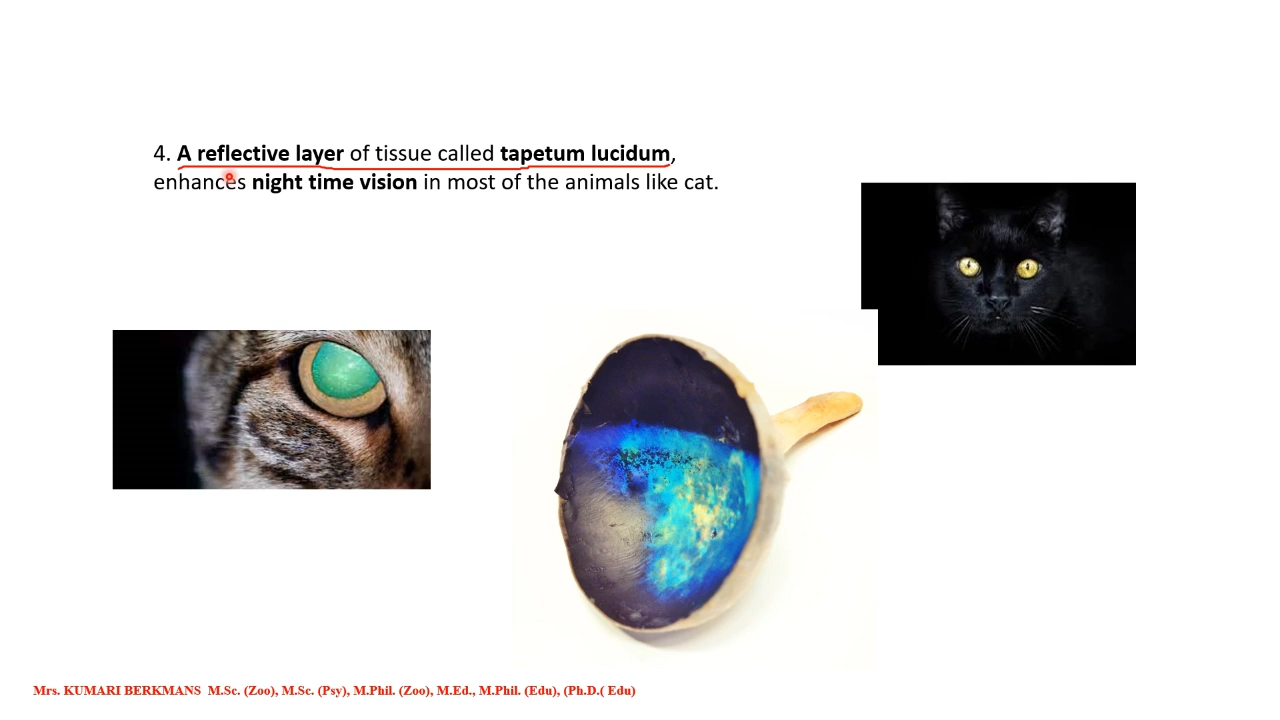 4. A reflective layer of tissue called tapetum lucidum,
enhances night time vision in most of the animals like cat.
Mrs. KUMARI BERKMANS M.Sc. (Zoo), M.Sc. (Psy), M.Phil. (Zoo), M.Ed., M.Phil. (Edu), (Ph.D.( Edu)